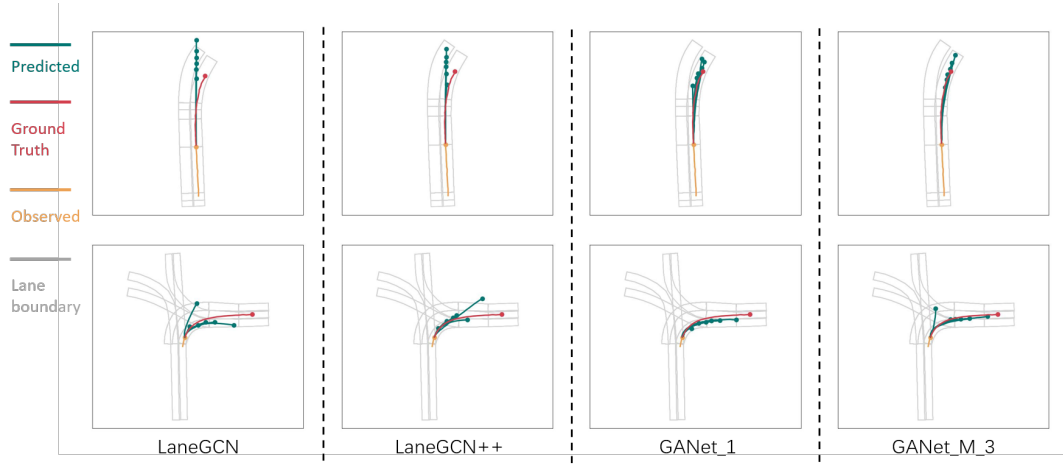 Predicted
Ground
Truth
Observed
Lane
boundary
LaneGCN
LaneGCN++
GANet_1
GANet_M_3